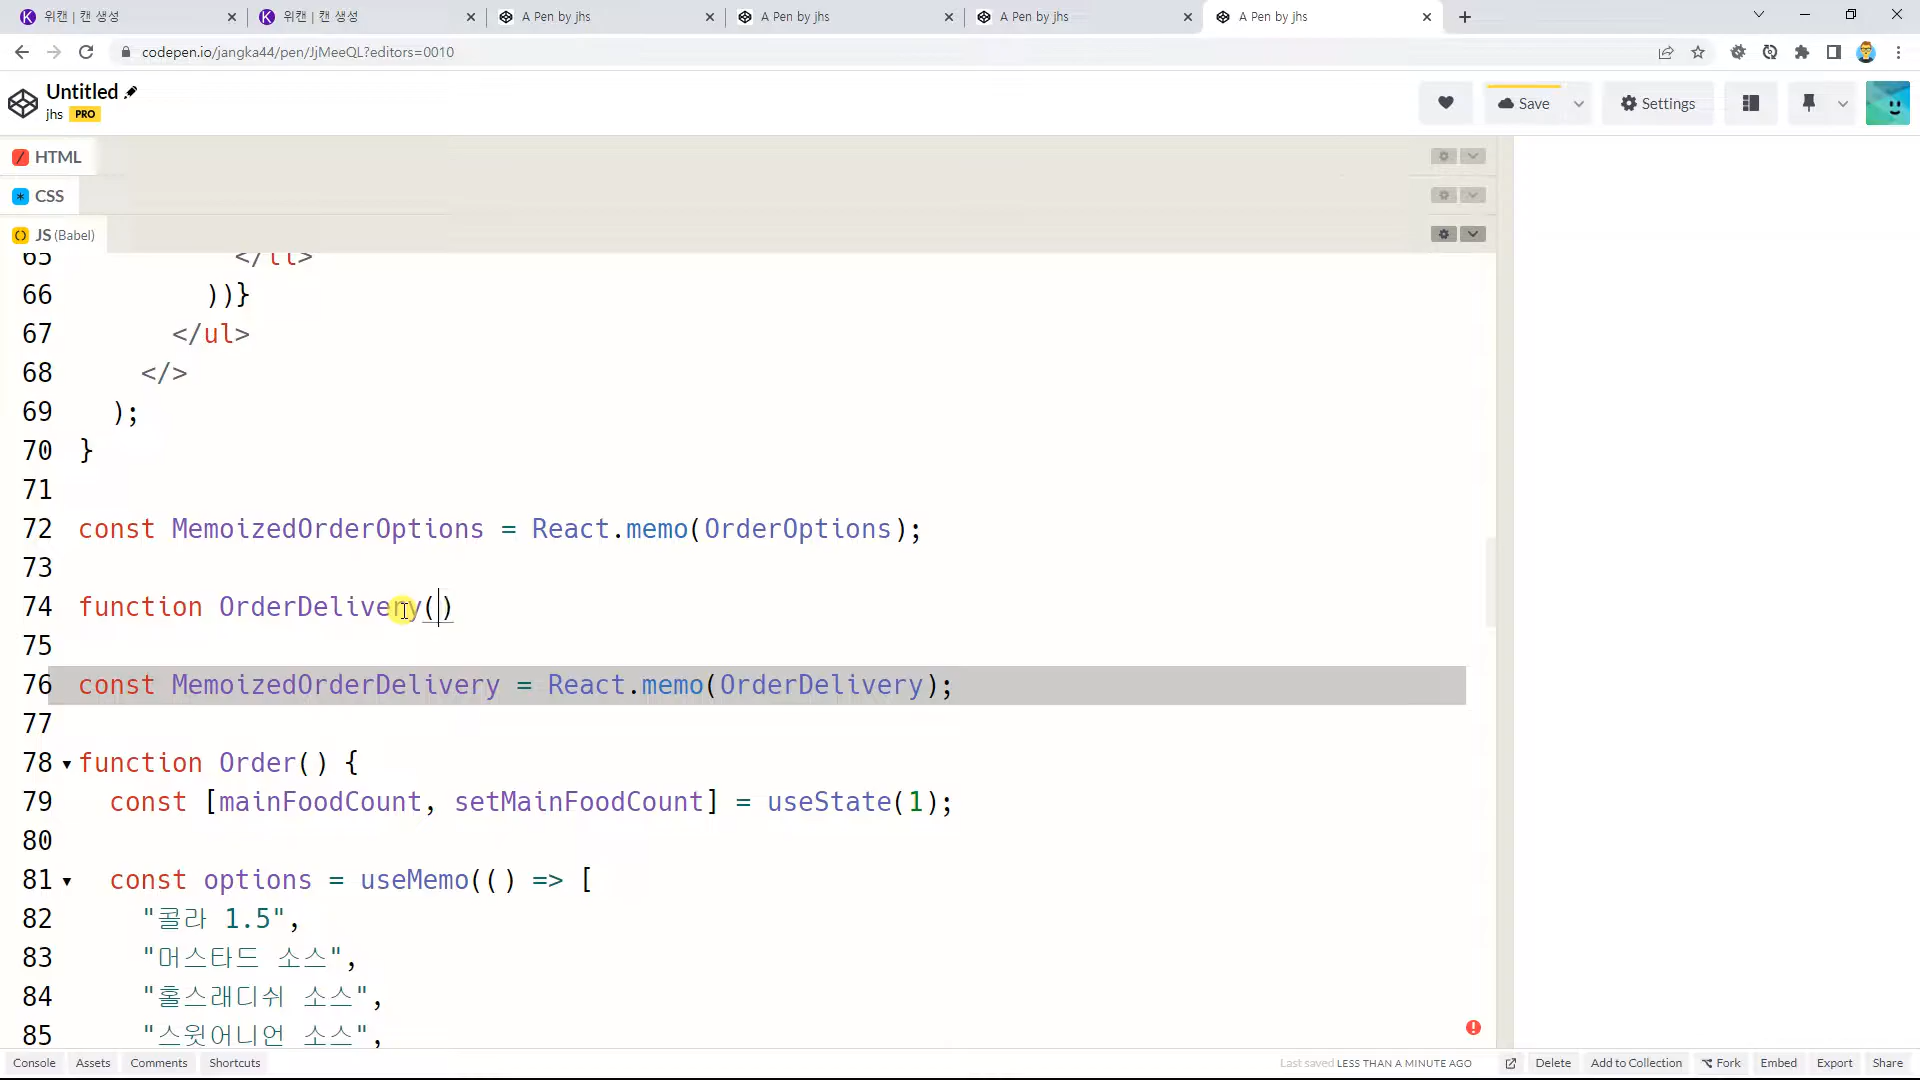 위캔 | 캔 생성
위캔 | 캔 생성
A Pen by jhs
A Pen by jhs
A Pen by jhs
A Pen by jhs
codepen.io/jangka44/pen/JjMeeQL?editors=0010
Untitled
jhs PRO
Save
Settings
HTML
CSS
JS (Babel)
65 </li>
66 ))}
67 </ul>
68 </>
69 );
70 }
71
72 const MemoizedOrderOptions = React.memo(OrderOptions);
73
74 function OrderDelivery()
75
76 const MemoizedOrderDelivery = React.memo(OrderDelivery);
77
78 function Order() {
79 const [mainFoodCount, setMainFoodCount] = useState(1);
80
81 const options = useMemo(() => [
82 "콜라 1.5",
83 "머스타드 소스",
84 "홀스래디쉬 소스",
85 "스윗어니언 소스",
Console Assets Comments Shortcuts
Last saved LESS THAN A MINUTE AGO
Delete Add to Collection Fork Embed Export Share